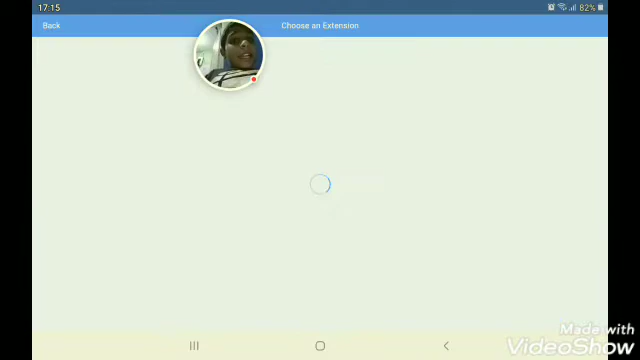 17:15
82%
Back
Choose an Extension
Made with
VideoShow